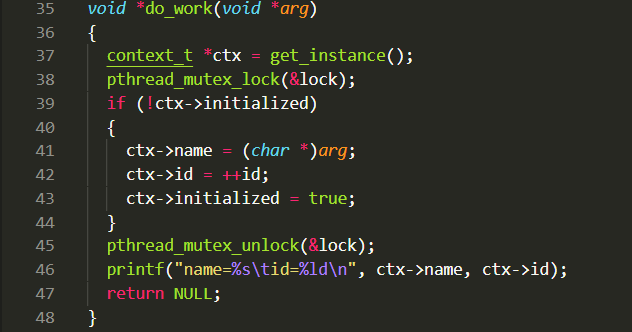 35 void *do_work(void *arg)
36 {
37 context_t *ctx = get_instance();
38 pthread_mutex_lock(&lock);
39 if (!ctx->initialized)
40 {
41 ctx->name = (char *)arg;
42 ctx->id = ++id;
43 ctx->initialized = true;
44 }
45 pthread_mutex_unlock(&lock);
46 printf("name=%s\tid=%ld\n", ctx->name, ctx->id);
47 return NULL;
48 }